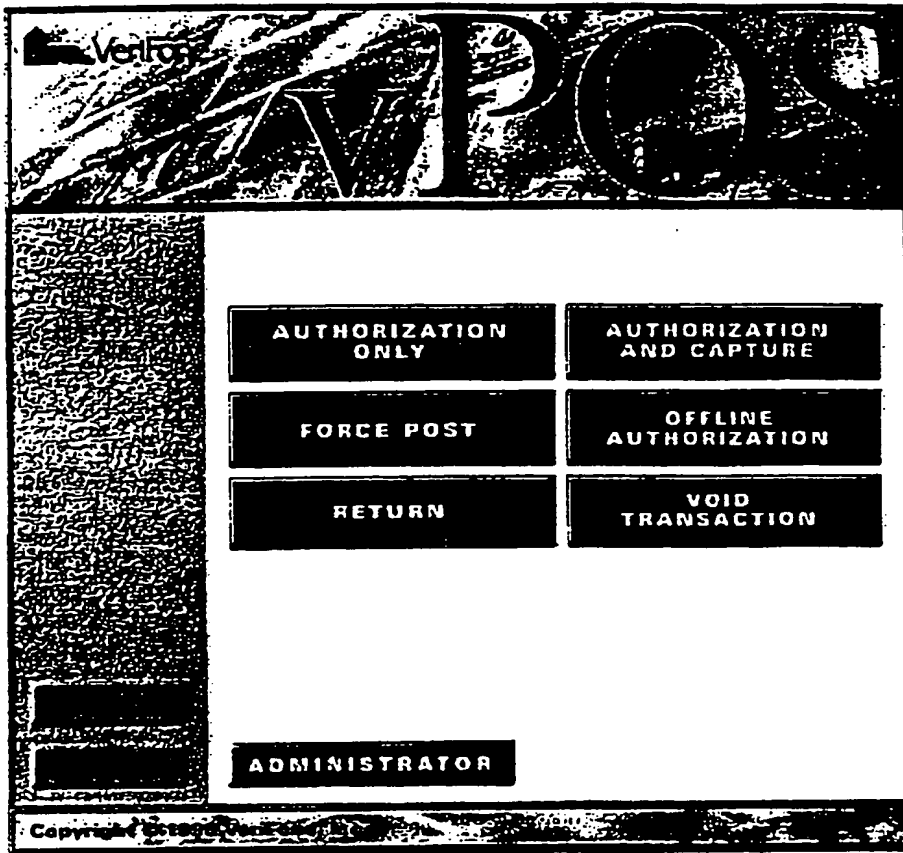 VeriFone
vPOS
AUTHORIZATION
ONLY
AUTHORIZATION
AND CAPTURE
FORCE POST
OFFLINE
AUTHORIZATION
RETURN
VOID
TRANSACTION
ADMINISTRATOR
Copyright ©